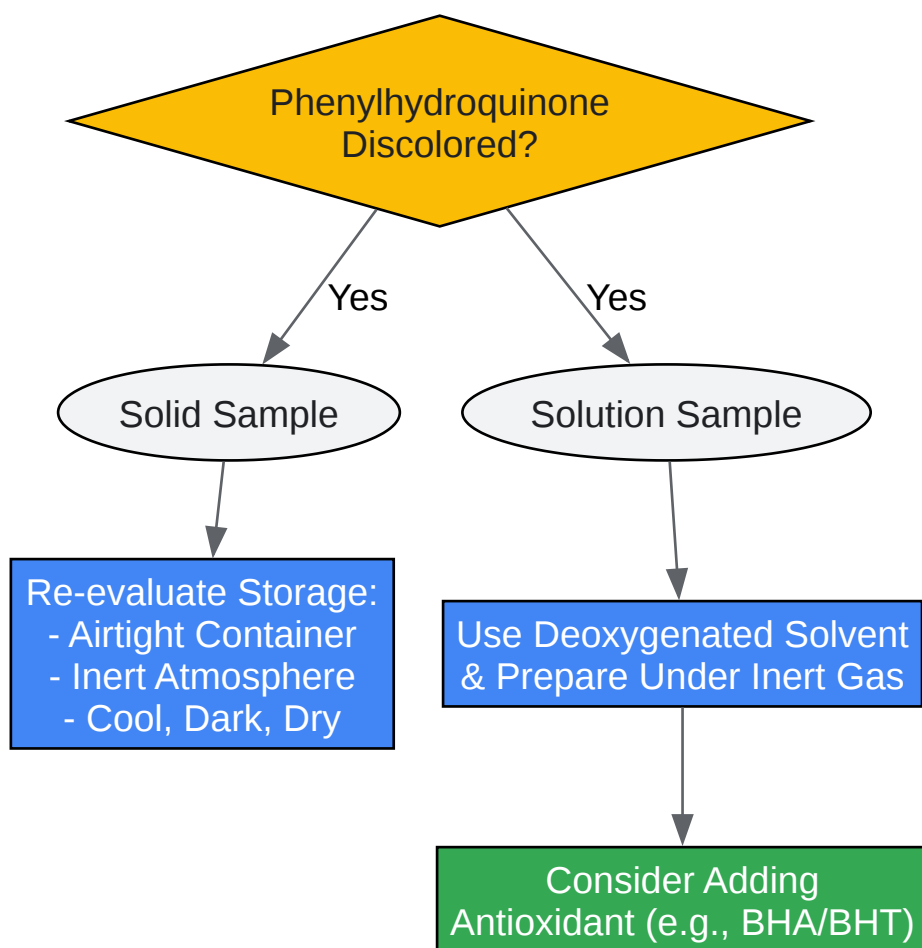 Phenylhydroquinone
Discolored?
Yes
Yes
Solid Sample
Solution Sample
Re-evaluate Storage:
- Airtight Container
- Inert Atmosphere
- Cool, Dark, Dry
Use Deoxygenated Solvent
& Prepare Under Inert Gas
Consider Adding
Antioxidant (e.g., BHA/BHT)